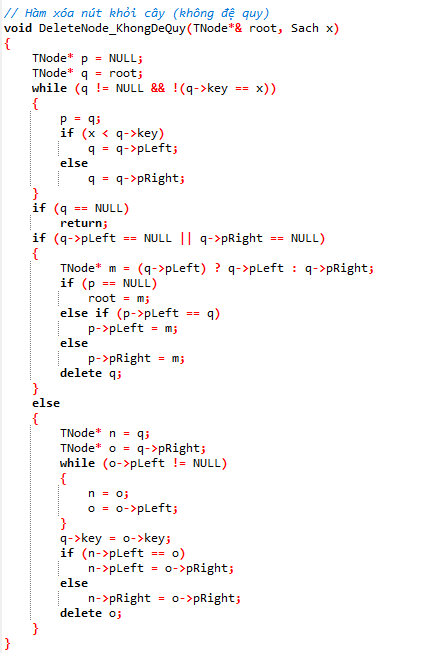 // Hàm xóa nút khỏi cây (không đệ quy)
void DeleteNode_KhongDeQuy(TNode*& root, Sach x)
{
    TNode* p = NULL;
    TNode* q = root;
    while (q != NULL && !(q->key == x))
    {
        p = q;
        if (x < q->key)
            q = q->pLeft;
        else
            q = q->pRight;
    }
    if (q == NULL)
        return;
    if (q->pLeft == NULL || q->pRight == NULL)
    {
        TNode* m = (q->pLeft) ? q->pLeft : q->pRight;
        if (p == NULL)
            root = m;
        else if (p->pLeft == q)
            p->pLeft = m;
        else
            p->pRight = m;
        delete q;
    }
    else
    {
        TNode* n = q;
        TNode* o = q->pRight;
        while (o->pLeft != NULL)
        {
            n = o;
            o = o->pLeft;
        }
        q->key = o->key;
        if (n->pLeft == o)
            n->pLeft = o->pRight;
        else
            n->pRight = o->pRight;
        delete o;
    }
}